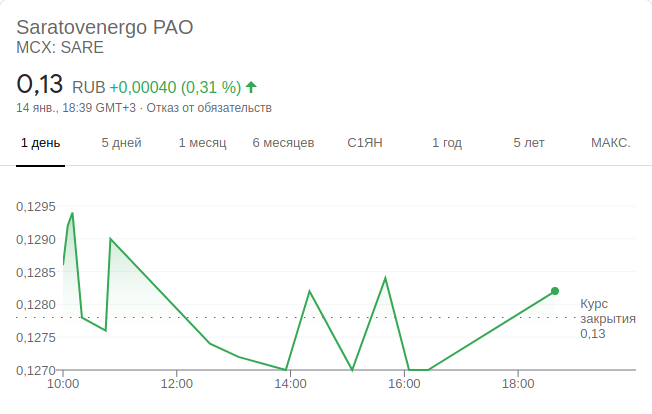 Saratovenergo PAO
MCX: SARE
0,13 RUB +0,00040 (0,31 %)
14 янв., 18:39 GMT+3 · Отказ от обязательств
1 день 5 дней 1 месяц 6 месяцев С1ЯН 1 год 5 лет МАКС.
0,1295
0,1290
0,1285
0,1280
0,1275
0,1270
Курс
закрытия
0,13
10:00 12:00 14:00 16:00 18:00